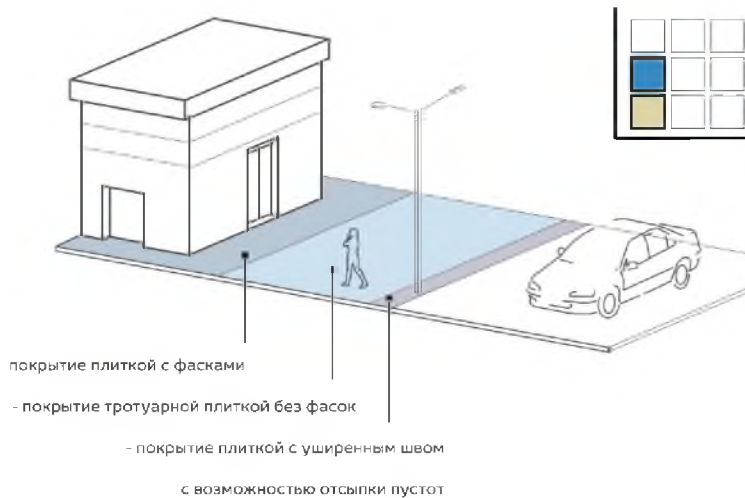 покрытие плиткой с фасками
- покрытие тротуарной плиткой без фасок
- покрытие плиткой с уширенным швом
с возможностью отсыпки пустот